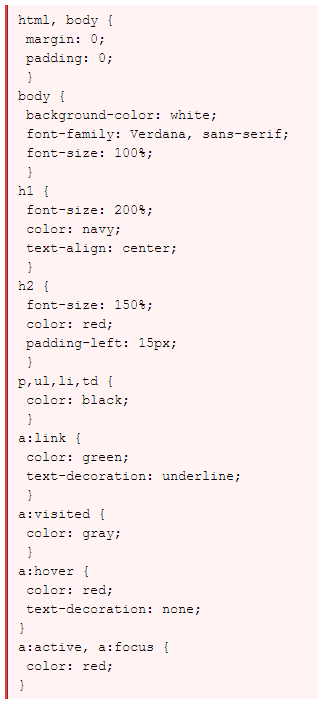 html, body {
 margin: 0;
 padding: 0;
 }
body {
 background-color: white;
 font-family: Verdana, sans-serif;
 font-size: 100%;
 }
h1 {
 font-size: 200%;
 color: navy;
 text-align: center;
 }
h2 {
 font-size: 150%;
 color: red;
 padding-left: 15px;
 }
p,ul,li,td {
 color: black;
 }
a:link {
 color: green;
 text-decoration: underline;
 }
a:visited {
 color: gray;
 }
a:hover {
 color: red;
 text-decoration: none;
}
a:active, a:focus {
 color: red;
}